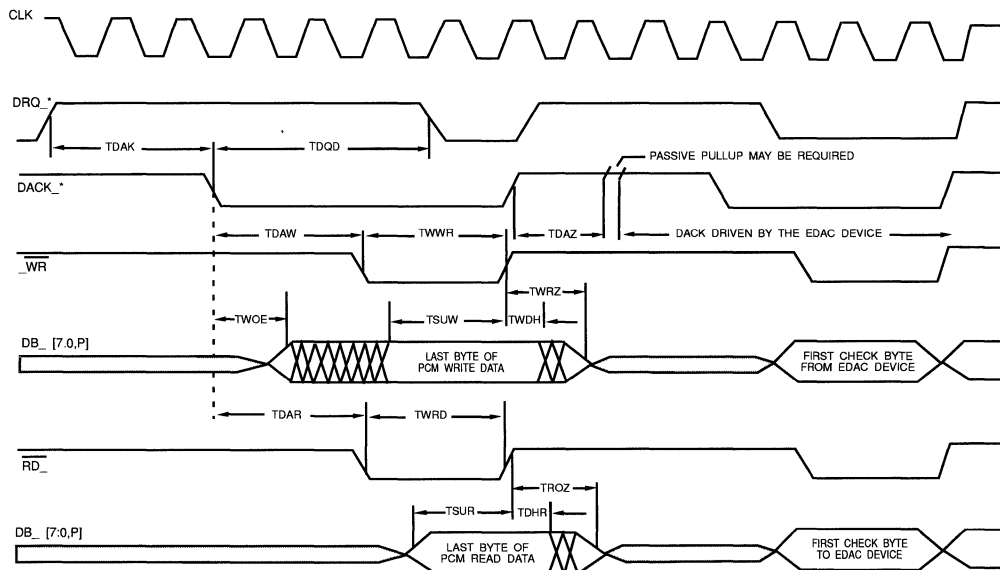 CLK
DRQ_*
TDAK
TDQD
PASSIVE PULLUP MAY BE REQUIRED
DACK_*
TDAW
TWWR
TDAZ
DACK DRIVEN BY THE EDAC DEVICE
_WR
TWRZ
TWOE
TSUW
TWDH
DB_ [7.0,P]
LAST BYTE OF
PCM WRITE DATA
FIRST CHECK BYTE
FROM EDAC DEVICE
TDAR
TWRD
RD_
TROZ
TSUR
TDHR
DB_ [7:0,P]
LAST BYTE OF
PCM READ DATA
FIRST CHECK BYTE
TO EDAC DEVICE